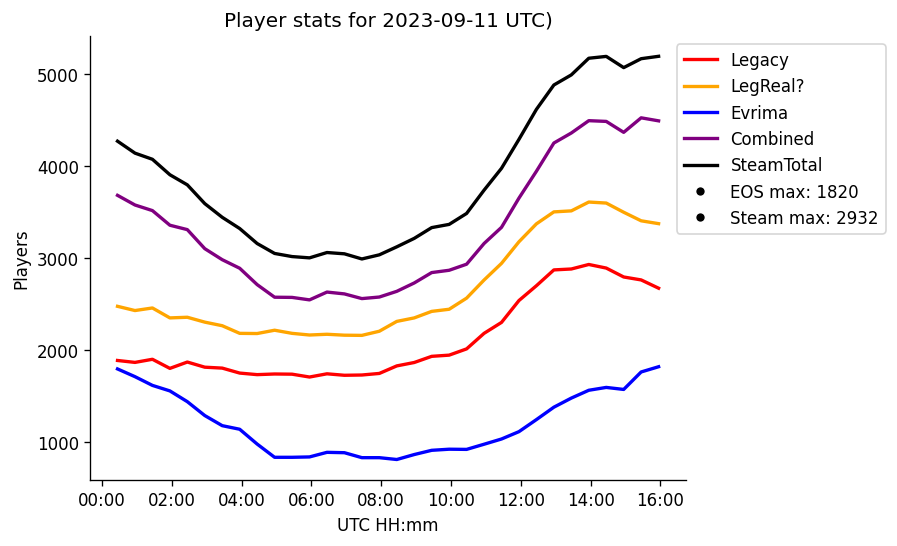 Player stats for 2023-09-11 UTC)
5000
4000
3000
2000
1000
Players
00:00 02:00 04:00 06:00 08:00 10:00 12:00 14:00 16:00
UTC HH:mm
Legacy
LegReal?
Evrima
Combined
SteamTotal
EOS max: 1820
Steam max: 2932